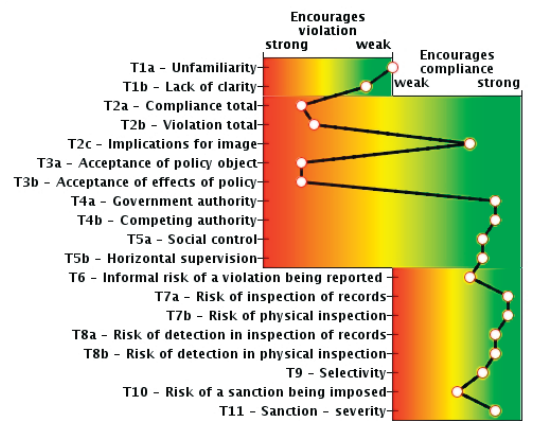 Encourages
violation
strong weak
Encourages
compliance
weak strong
T1a - Unfamiliarity
T1b - Lack of clarity
T2a - Compliance total
T2b - Violation total
T2c - Implications for image
T3a - Acceptance of policy object
T3b - Acceptance of effects of policy
T4a - Government authority
T4b - Competing authority
T5a - Social control
T5b - Horizontal supervision
T6 - Informal risk of a violation being reported
T7a - Risk of inspection of records
T7b - Risk of physical inspection
T8a - Risk of detection in inspection of records
T8b - Risk of detection in physical inspection
T9 - Selectivity
T10 - Risk of a sanction being imposed
T11 - Sanction - severity